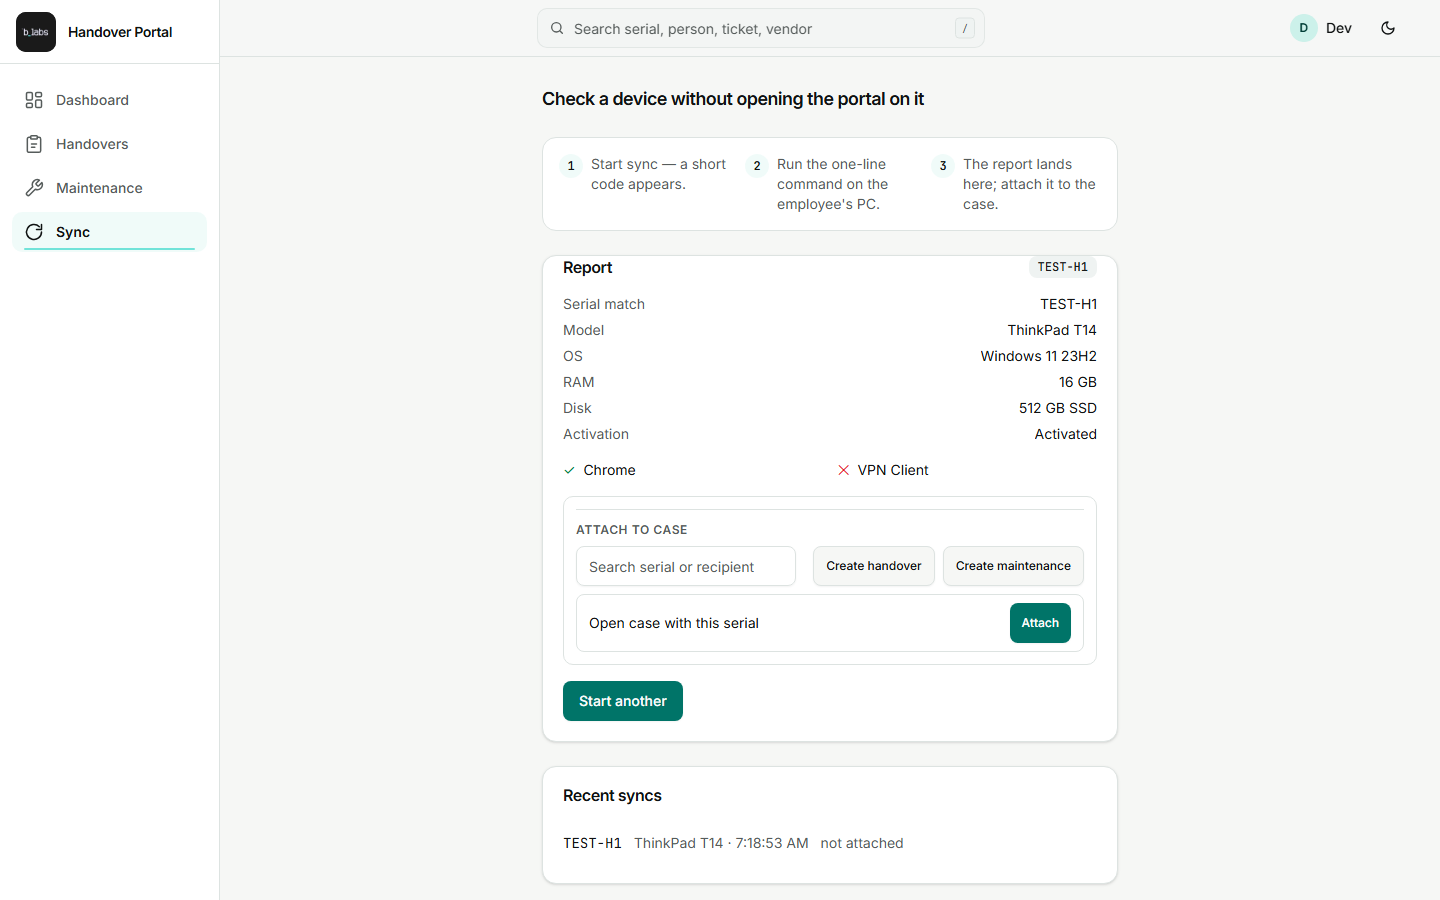 b_labs
Handover Portal
Search serial, person, ticket, vendor
/
D
Dev
Dashboard
Handovers
Maintenance
Sync
Check a device without opening the portal on it
1
Start sync — a short
code appears.
2
Run the one-line
command on the
employee's PC.
3
The report lands
here; attach it to the
case.
Report
TEST-H1
Serial match
TEST-H1
Model
ThinkPad T14
OS
Windows 11 23H2
RAM
16 GB
Disk
512 GB SSD
Activation
Activated
Chrome
VPN Client
ATTACH TO CASE
Search serial or recipient
Create handover
Create maintenance
Open case with this serial
Attach
Start another
Recent syncs
TEST-H1 ThinkPad T14 · 7:18:53 AM not attached